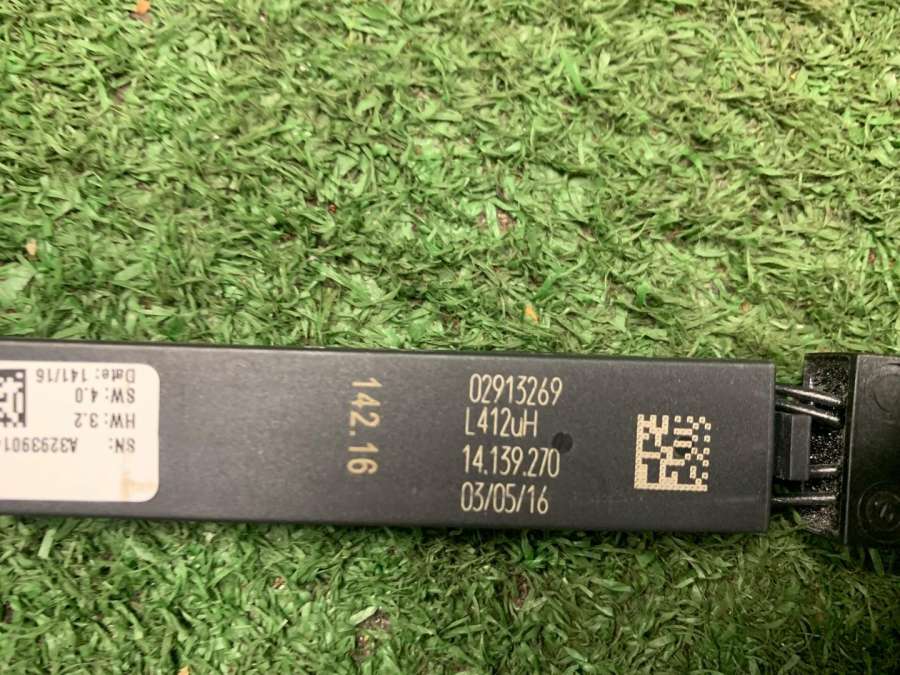 Date: 141/16
SW: 4.0
HW: 3.2
SN: A3293901
142.16
02913269
L412uH
14.139.270
03/05/16